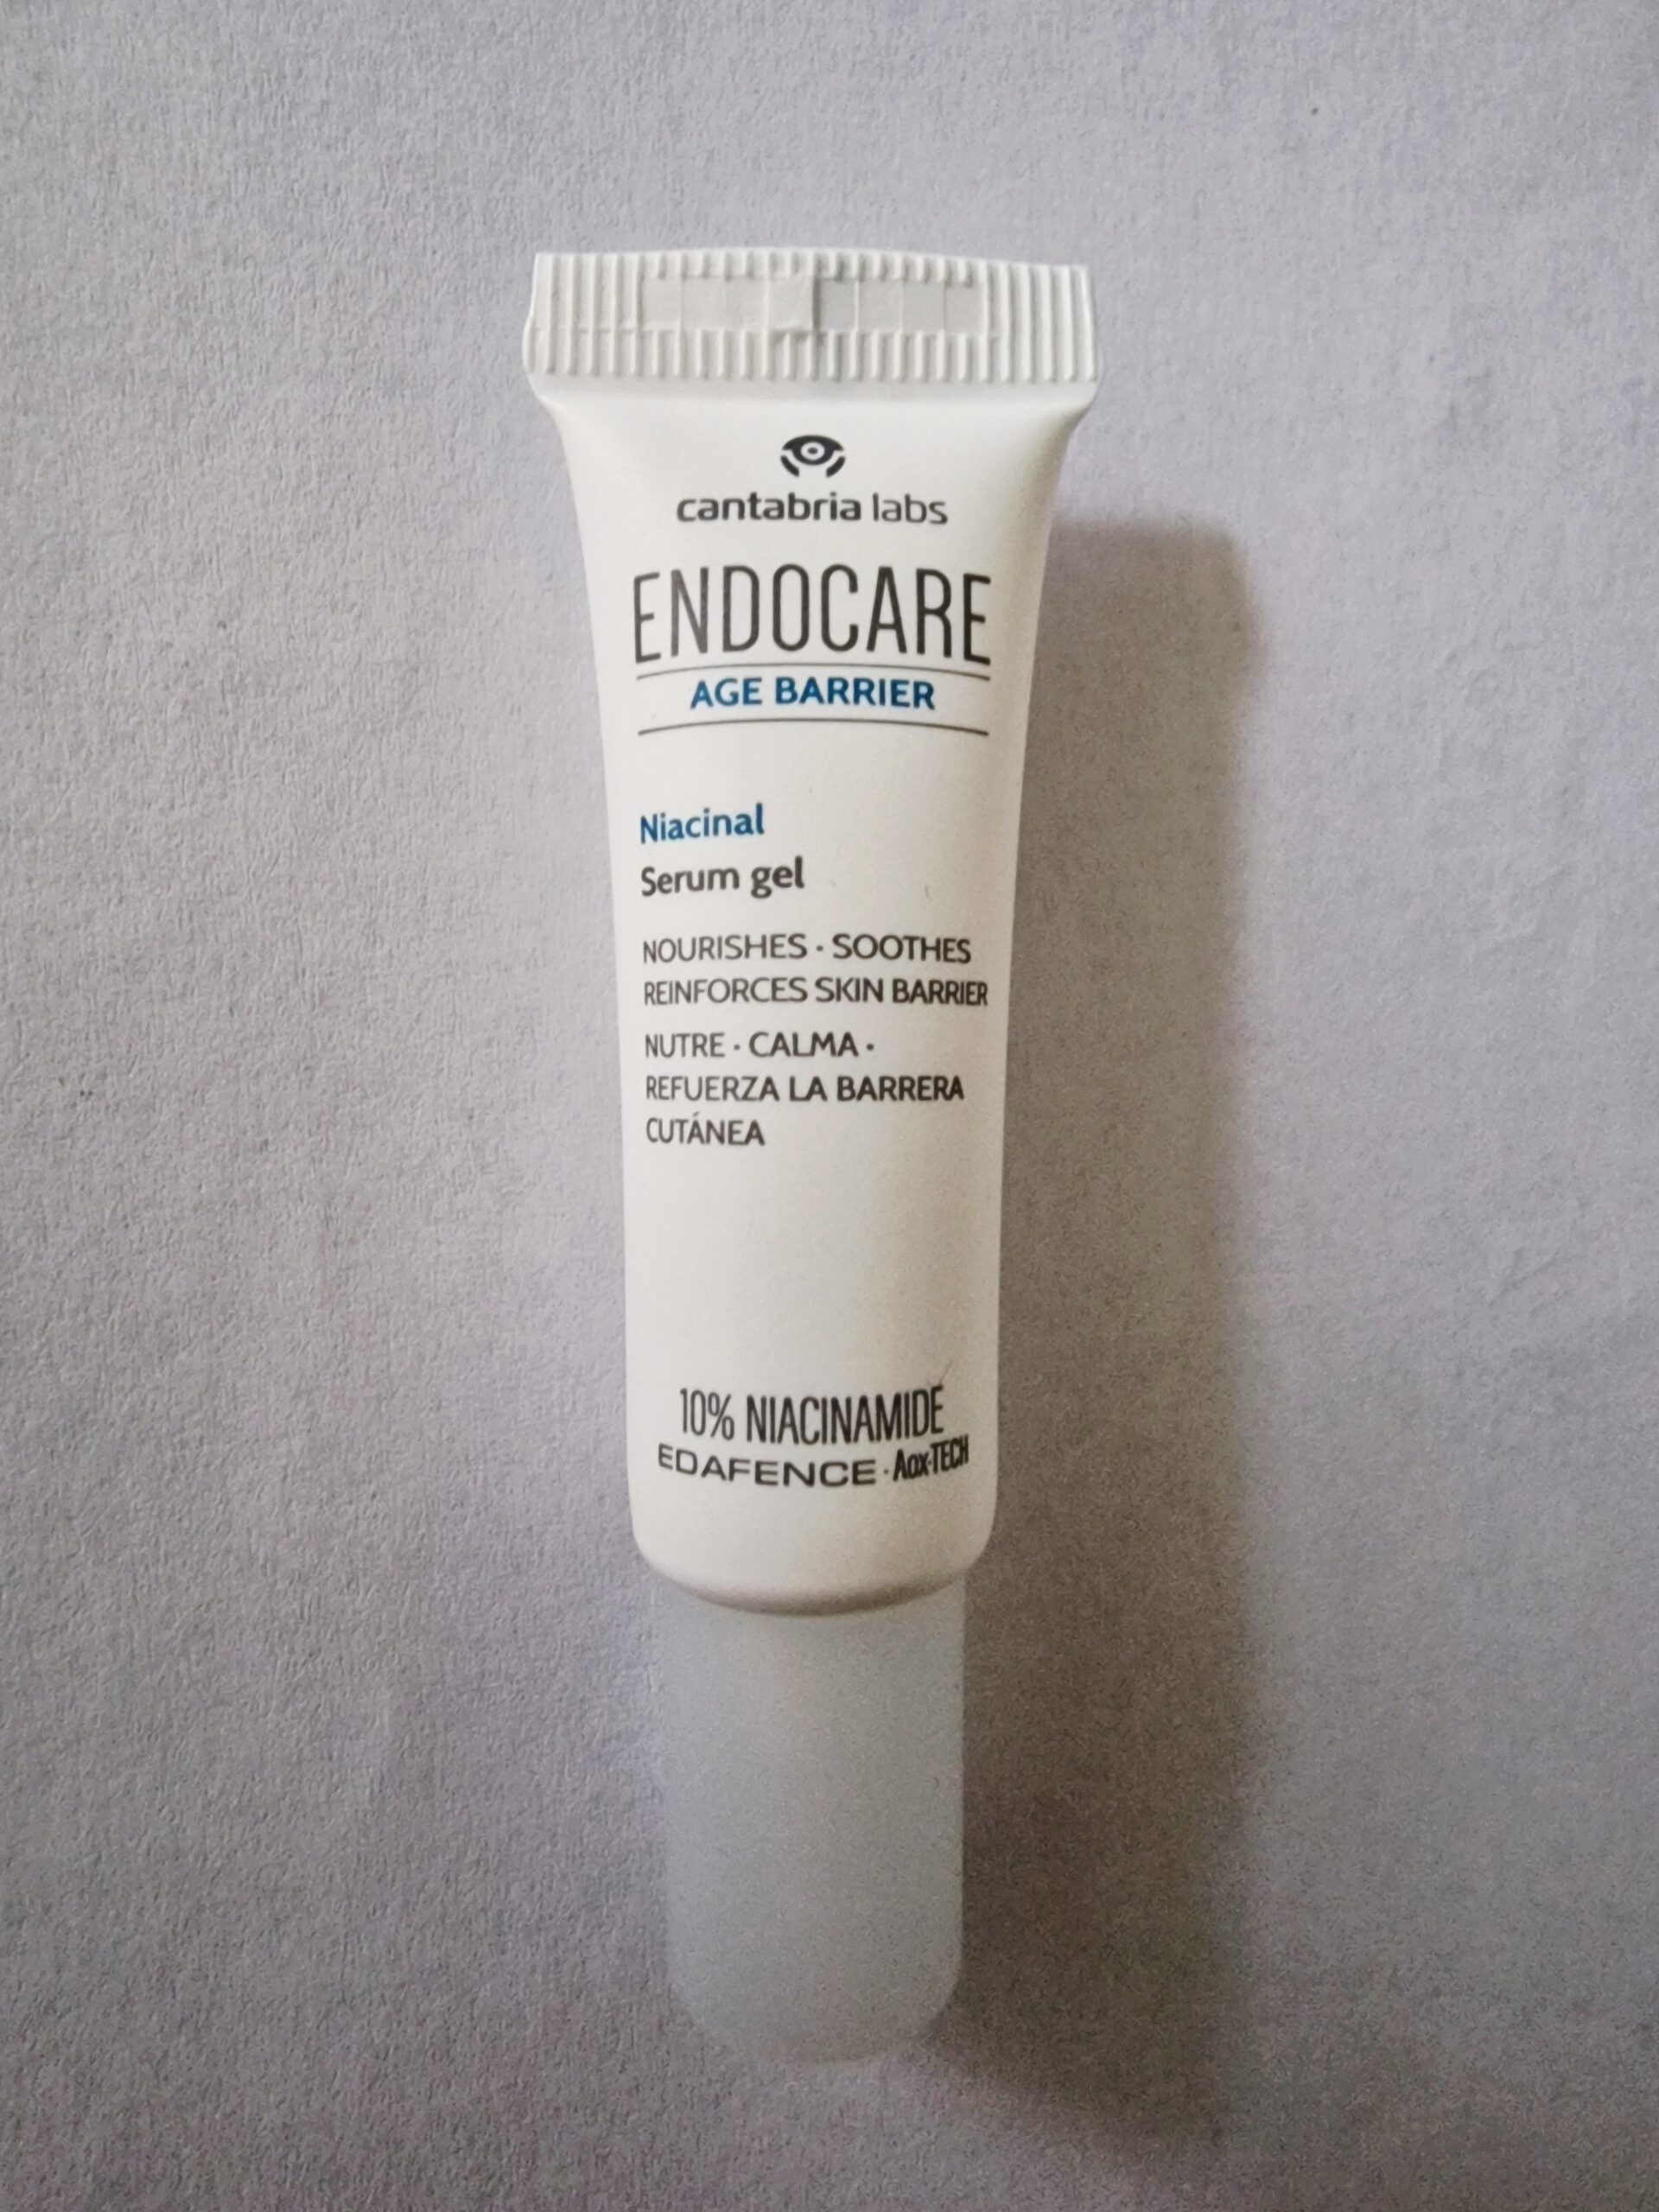 cantabria labs
ENDOCARE
AGE BARRIER
Niacinal
Serum gel
NOURISHES · SOOTHES
REINFORCES SKIN BARRIER
NUTRE · CALMA ·
REFUERZA LA BARRERA
CUTÁNEA
10% NIACINAMIDE
EDAFENCE · Aox-TECH